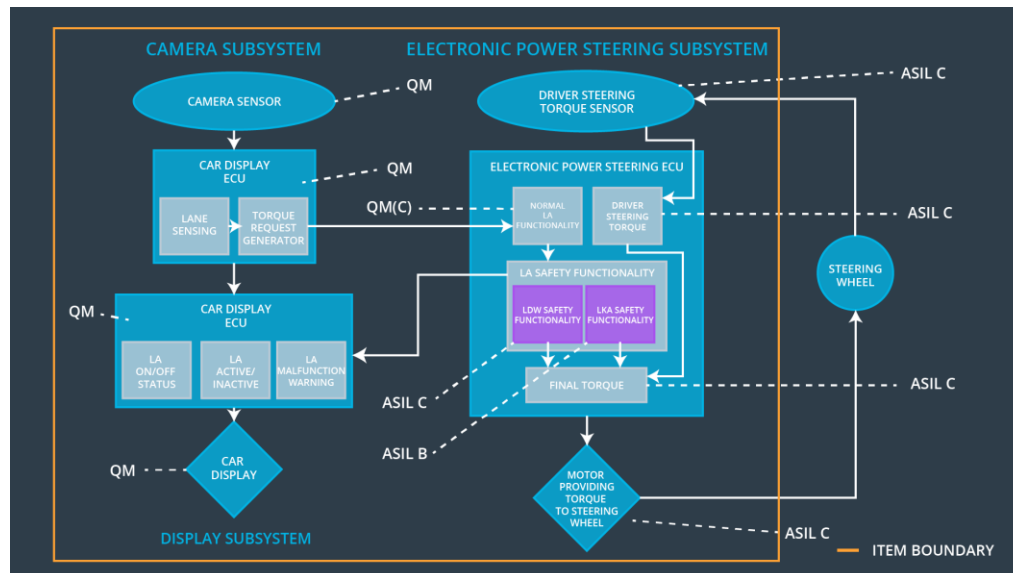 CAMERA SUBSYSTEM
ELECTRONIC POWER STEERING SUBSYSTEM
CAMERA SENSOR
QM
DRIVER STEERING
TORQUE SENSOR
ASIL C
CAR DISPLAY
ECU
QM
LANE
SENSING
TORQUE
REQUEST
GENERATOR
QM(C)
ELECTRONIC POWER STEERING ECU
NORMAL
LA
FUNCTIONALITY
DRIVER
STEERING
TORQUE
ASIL C
STEERING
WHEEL
LA SAFETY FUNCTIONALITY
LDW SAFETY
FUNCTIONALITY
LKA SAFETY
FUNCTIONALITY
QM
CAR DISPLAY
ECU
LA
ON/OFF
STATUS
LA
ACTIVE/
INACTIVE
LA
MALFUNCTION
WARNING
FINAL TORQUE
ASIL C
ASIL C
ASIL B
QM
CAR
DISPLAY
MOTOR
PROVIDING
TORQUE
TO STEERING
WHEEL
ASIL C
DISPLAY SUBSYSTEM
ITEM BOUNDARY